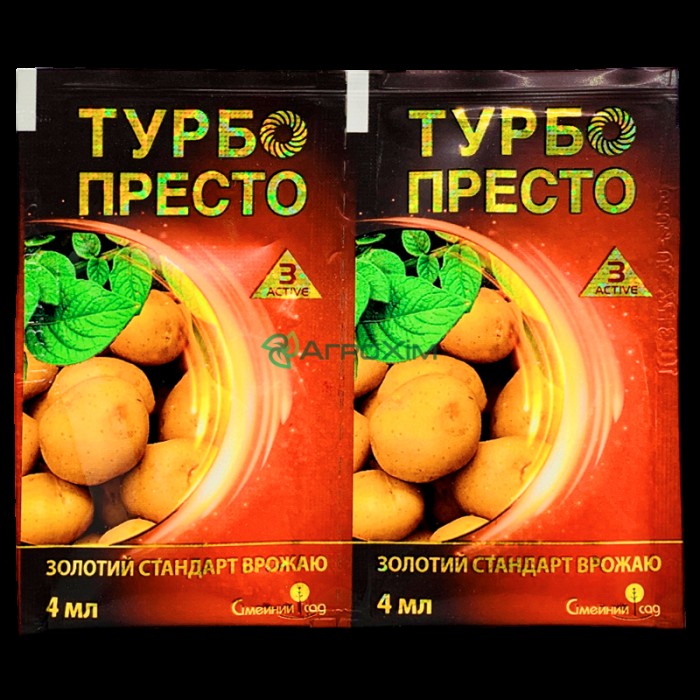 ТУРБО
ПРЕСТО
3
ACTIVE
ЗОЛОТИЙ СТАНДАРТ ВРОЖАЮ
4 мл
Сімейний сад
ТУРБО
ПРЕСТО
3
ACTIVE
ЗОЛОТИЙ СТАНДАРТ ВРОЖАЮ
4 мл
Сімейний сад
АГРОХІМ